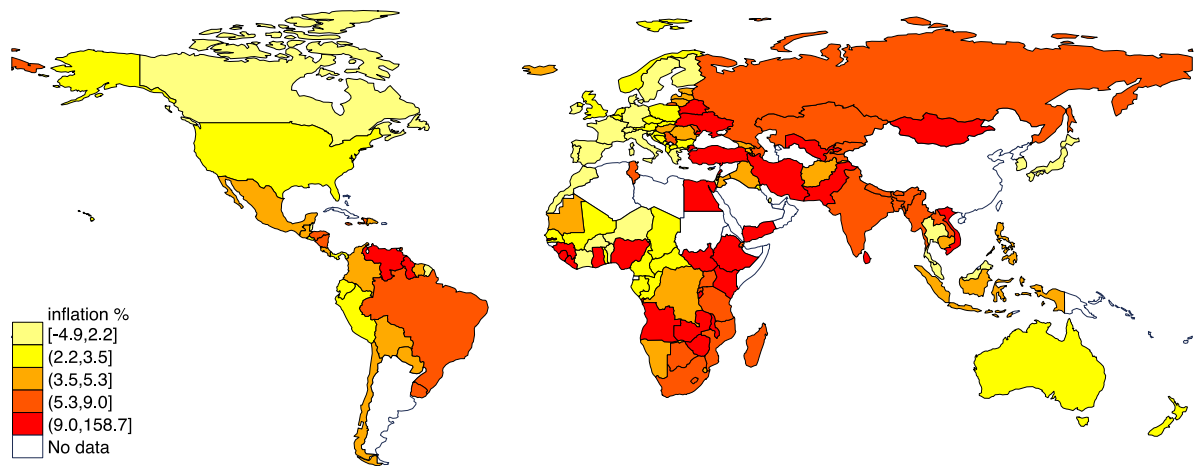 inflation %
[-4.9,2.2]
(2.2,3.5]
(3.5,5.3]
(5.3,9.0]
(9.0,158.7]
No data